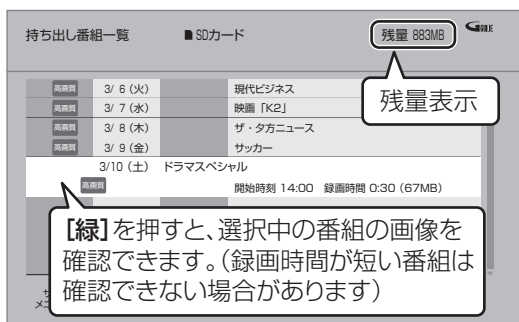 持ち出し番組一覧 SDカード 残量 883MB
残量表示
高画質 3/ 6 (火) 現代ビジネス
高画質 3/ 7 (水) 映画「K2」
高画質 3/ 8 (木) ザ・夕方ニュース
高画質 3/ 9 (金) サッカー
3/10 (土) ドラマスペシャル
高画質 開始時刻 14:00 録画時間 0:30 (67MB)
[緑]を押すと、選択中の番組の画像を
確認できます。(録画時間が短い番組は
確認できない場合があります)